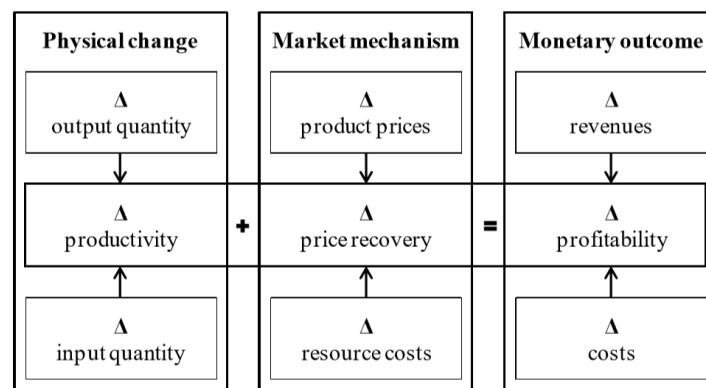 Physical change
Market mechanism
Monetary outcome
Δ
output quantity
Δ
product prices
Δ
revenues
Δ
productivity
+
Δ
price recovery
=
Δ
profitability
Δ
input quantity
Δ
resource costs
Δ
costs